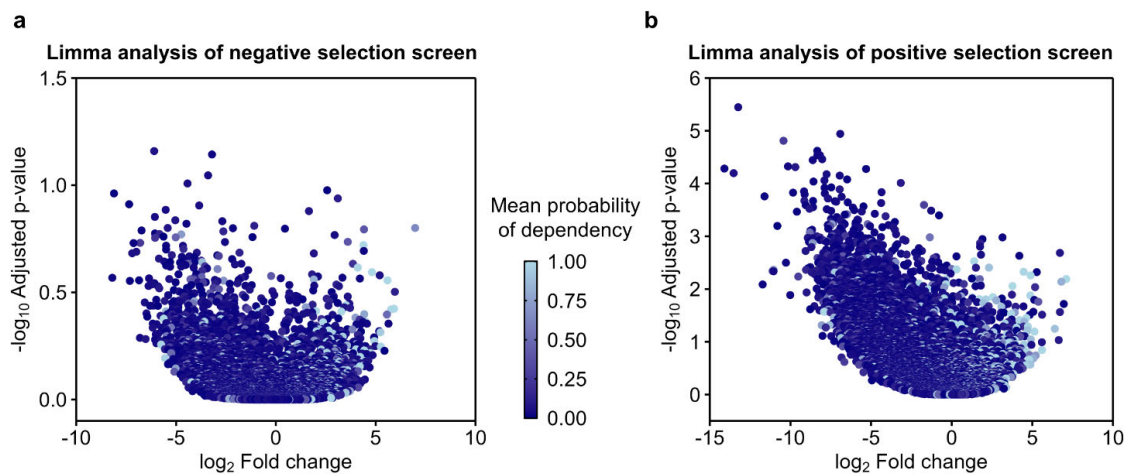 a
Limma analysis of negative selection screen
1.5
1.0
0.5
0.0
-log10 Adjusted p-value
-10
-5
0
5
10
log2 Fold change
Mean probability
of dependency
1.00
0.75
0.50
0.25
0.00
b
Limma analysis of positive selection screen
6
5
4
3
2
1
0
-log10 Adjusted p-value
-15
-10
-5
0
5
10
log2 Fold change